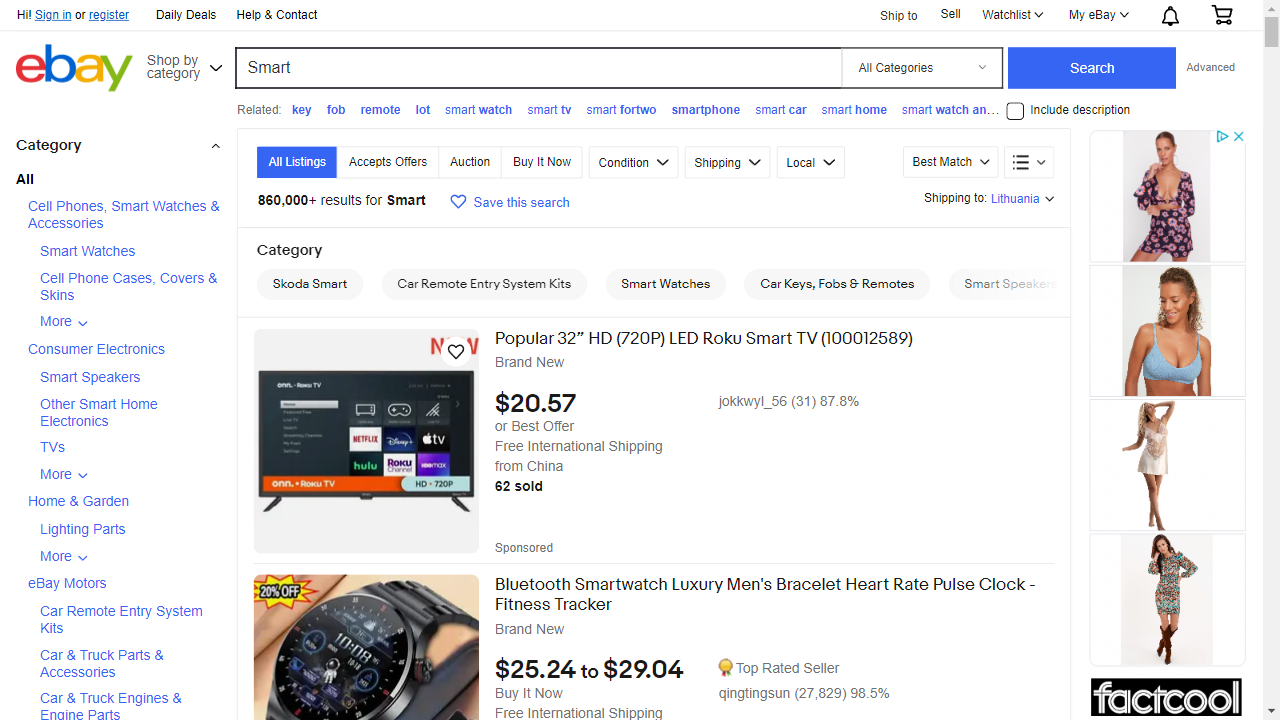 Hi! Sign in or register
Daily Deals
Help & Contact
Ship to
Sell
Watchlist
My eBay
ebay
Shop by
category
Smart
All Categories
Search
Advanced
Related: key fob remote lot smart watch smart tv smart fortwo smartphone smart car smart home smart watch an…
Include description
Category
All
Cell Phones, Smart Watches &
Accessories
Smart Watches
Cell Phone Cases, Covers &
Skins
More
Consumer Electronics
Smart Speakers
Other Smart Home
Electronics
TVs
More
Home & Garden
Lighting Parts
More
eBay Motors
Car Remote Entry System
Kits
Car & Truck Parts &
Accessories
Car & Truck Engines &
Engine Parts
All Listings
Accepts Offers
Auction
Buy It Now
Condition
Shipping
Local
Best Match
860,000+ results for Smart
Save this search
Shipping to: Lithuania
Category
Skoda Smart
Car Remote Entry System Kits
Smart Watches
Car Keys, Fobs & Remotes
Smart Speakers
onn. • Roku TV
NETFLIX
Disney+
tv
hulu
Roku
Channel
HBOMAX
onn. • Roku TV
HD • 720P
Popular 32” HD (720P) LED Roku Smart TV (100012589)
Brand New
$20.57
or Best Offer
Free International Shipping
from China
62 sold
jokkwyl_56 (31) 87.8%
Sponsored
20% OFF
Bluetooth Smartwatch Luxury Men's Bracelet Heart Rate Pulse Clock -
Fitness Tracker
Brand New
$25.24 to $29.04
Buy It Now
Free International Shipping
Top Rated Seller
qingtingsun (27,829) 98.5%
factcool